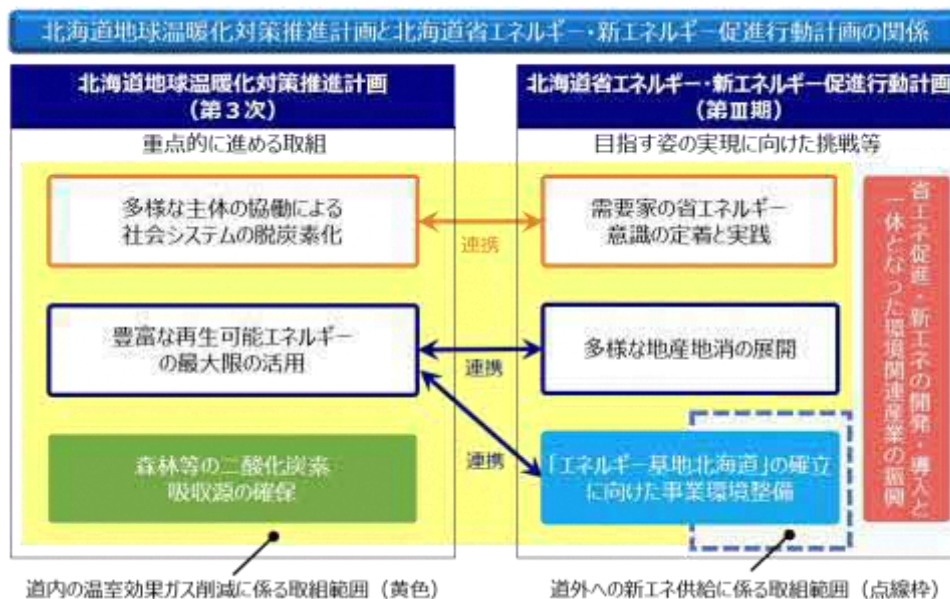 北海道地球温暖化対策推進計画と北海道省エネルギー・新エネルギー促進行動計画の関係
北海道地球温暖化対策推進計画
（第３次）
重点的に進める取組
多様な主体の協働による
社会システムの脱炭素化
豊富な再生可能エネルギー
の最大限の活用
森林等の二酸化炭素
吸収源の確保
連携
連携
連携
北海道省エネルギー・新エネルギー促進行動計画
（第Ⅲ期）
目指す姿の実現に向けた挑戦等
需要家の省エネルギー
意識の定着と実践
多様な地産地消の展開
「エネルギー基地北海道」の確立
に向けた事業環境整備
省エネ促進・新エネの開発・導入と
一体となった環境関連産業の振興
道内の温室効果ガス削減に係る取組範囲（黄色）
道外への新エネ供給に係る取組範囲（点線枠）